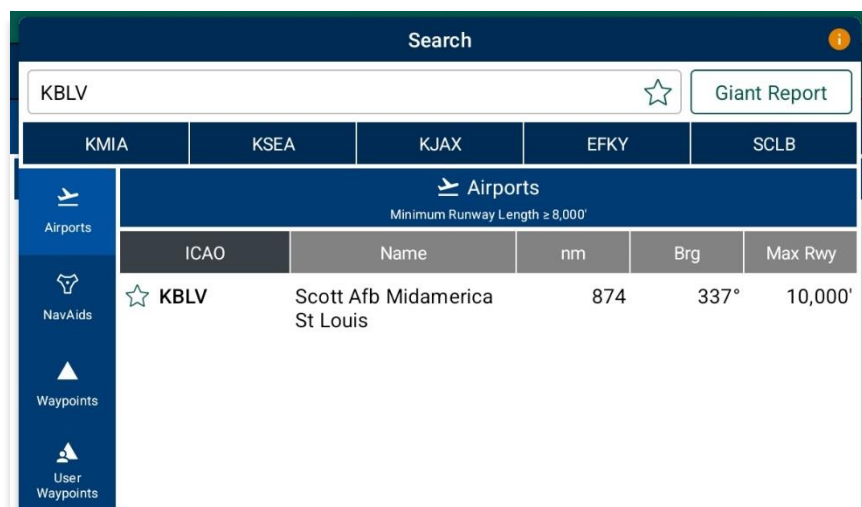 Search
KBLV
Giant Report
KMIA KSEA KJAX EFKY SCLB
Airports
Minimum Runway Length ≥ 8,000'
Airports
ICAO Name nm Brg Max Rwy
KBLV Scott Afb Midamerica 874 337° 10,000'
St Louis
NavAids
Waypoints
User
Waypoints